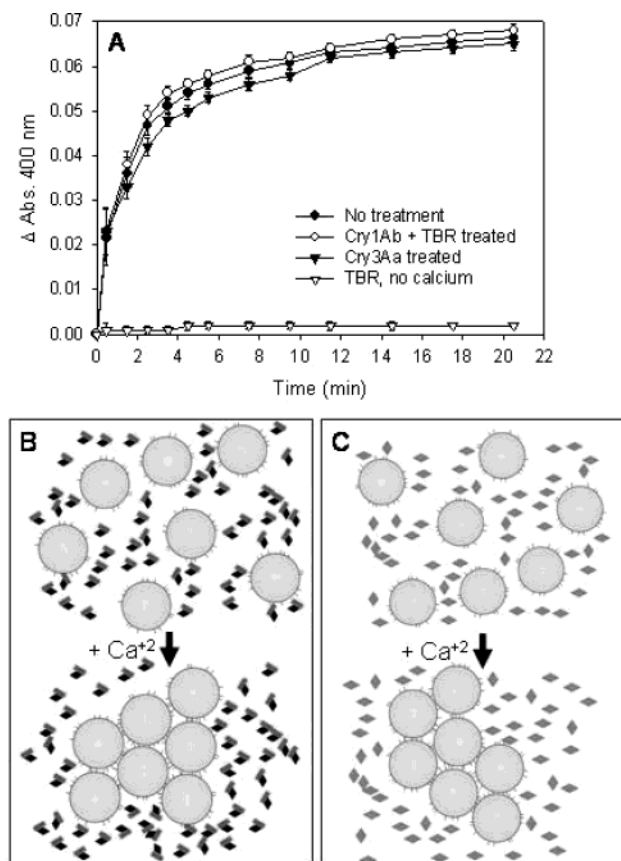 A
Δ Abs. 400 nm
0.07
0.06
0.05
0.04
0.03
0.02
0.01
0.00
No treatment
Cry1Ab + TBR treated
Cry3Aa treated
TBR, no calcium
0 2 4 6 8 10 12 14 16 18 20 22
Time (min)
B
+ Ca+2
C
+ Ca+2